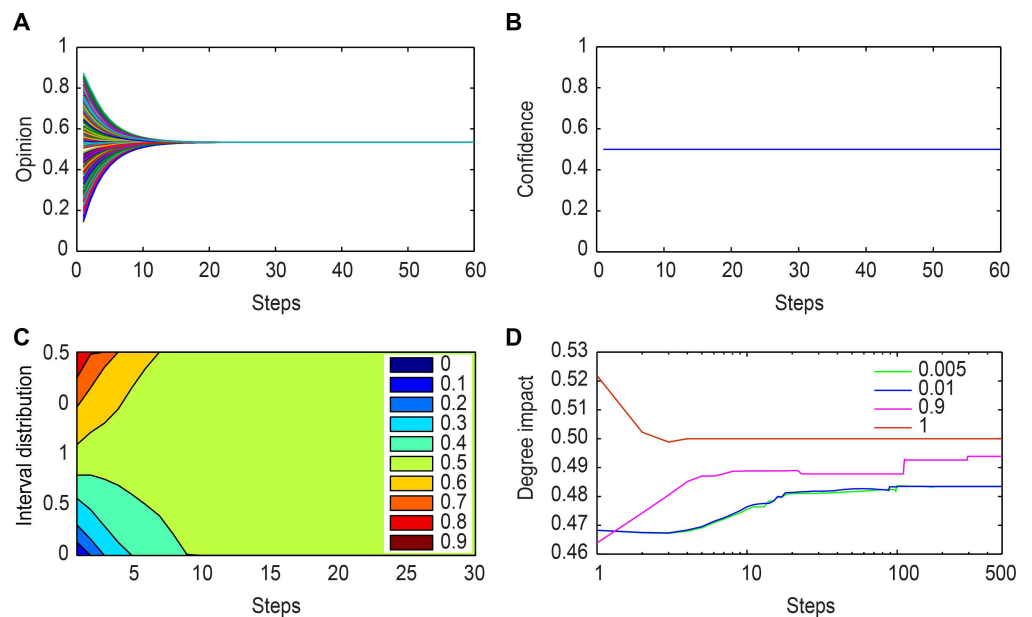 A
1
0.8
0.6
0.4
0.2
0
Opinion
0 10 20 30 40 50 60
Steps
B
1
0.8
0.6
0.4
0.2
0
Confidence
0 10 20 30 40 50 60
Steps
C
0.5
0
1
0.5
0
Interval distribution
5 10 15 20 25 30
Steps
0
0.1
0.2
0.3
0.4
0.5
0.6
0.7
0.8
0.9
D
0.53
0.52
0.51
0.50
0.49
0.48
0.47
0.46
Degree impact
1 10 100 500
Steps
0.005
0.01
0.9
1